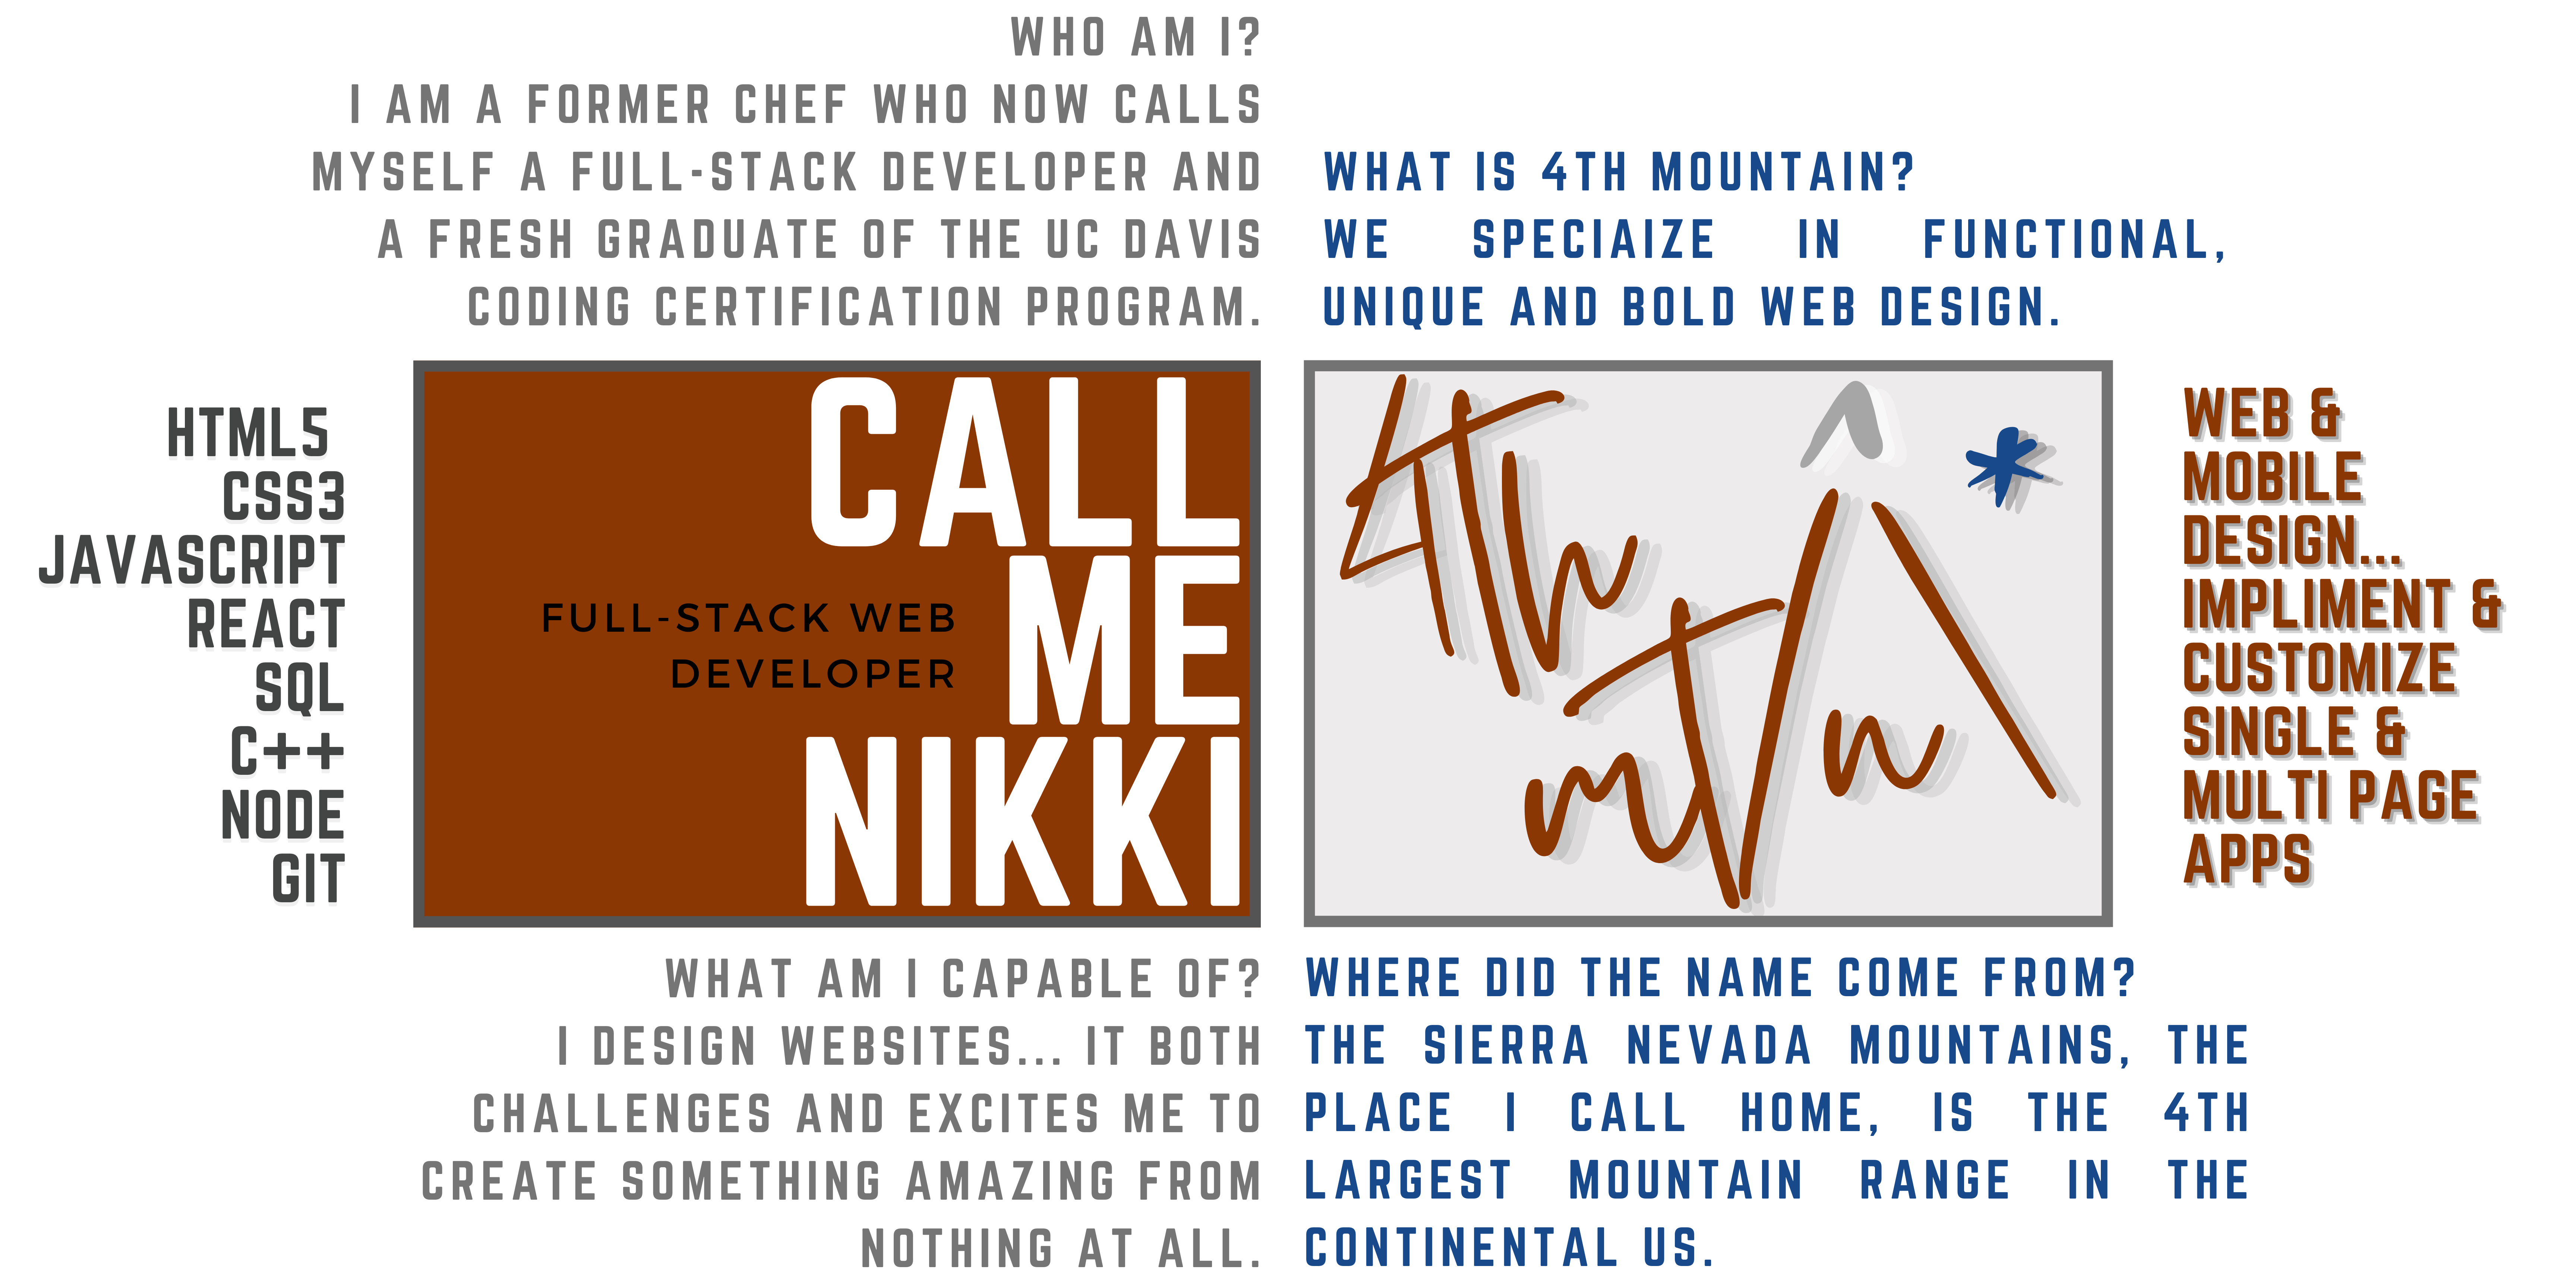 WHO AM I?
I AM A FORMER CHEF WHO NOW CALLS
MYSELF A FULL-STACK DEVELOPER AND
A FRESH GRADUATE OF THE UC DAVIS
CODING CERTIFICATION PROGRAM.
WHAT IS 4TH MOUNTAIN?
WE SPECIAIZE IN FUNCTIONAL,
UNIQUE AND BOLD WEB DESIGN.
HTML5
CSS3
JAVASCRIPT
REACT
SQL
C++
NODE
GIT
CALL
ME
NIKKI
FULL-STACK WEB
DEVELOPER
4th
mTn
WEB &
MOBILE
DESIGN...
IMPLIMENT &
CUSTOMIZE
SINGLE &
MULTI PAGE
APPS
WHAT AM I CAPABLE OF?
I DESIGN WEBSITES... IT BOTH
CHALLENGES AND EXCITES ME TO
CREATE SOMETHING AMAZING FROM
NOTHING AT ALL.
WHERE DID THE NAME COME FROM?
THE SIERRA NEVADA MOUNTAINS, THE
PLACE I CALL HOME, IS THE 4TH
LARGEST MOUNTAIN RANGE IN THE
CONTINENTAL US.